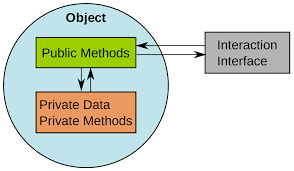 Object
Public Methods
Interaction
Interface
Private Data
Private Methods